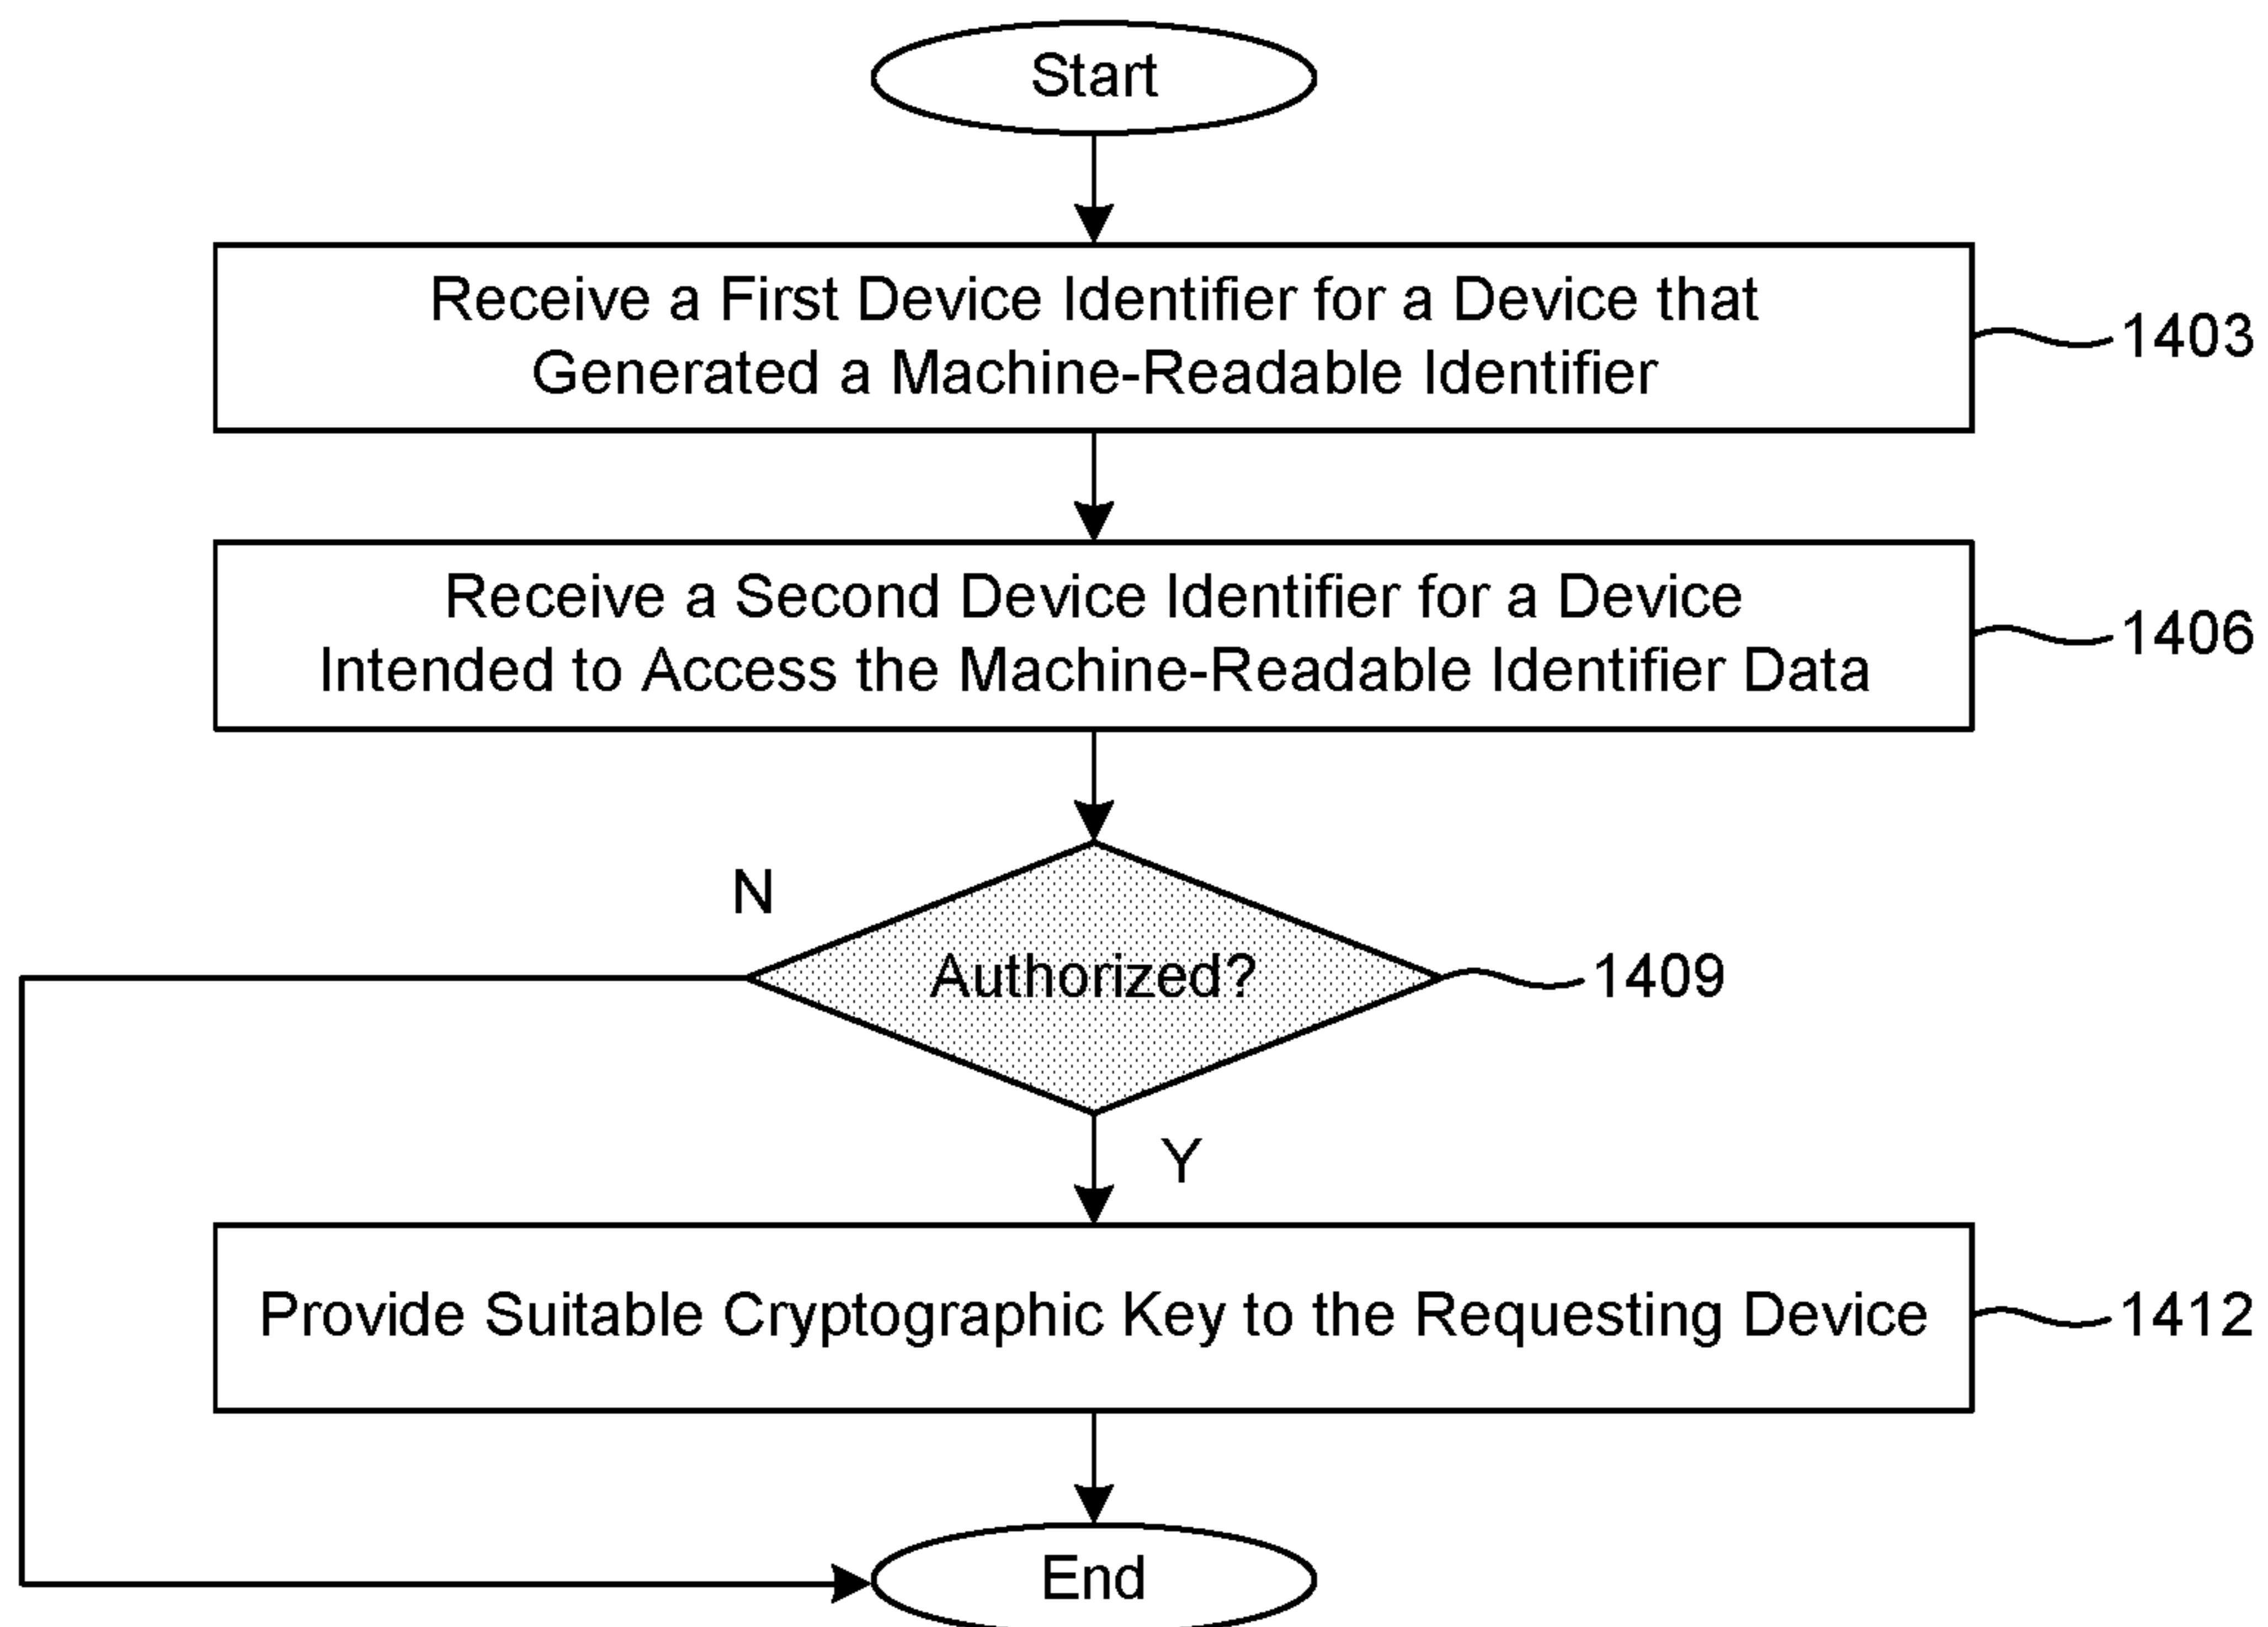 Start
Receive a First Device Identifier for a Device that
Generated a Machine-Readable Identifier
1403
Receive a Second Device Identifier for a Device
Intended to Access the Machine-Readable Identifier Data
1406
N
Authorized?
1409
Y
Provide Suitable Cryptographic Key to the Requesting Device
1412
End